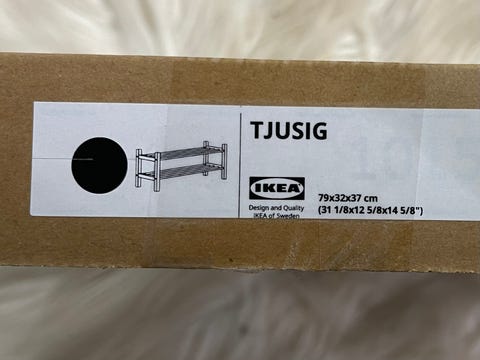 TJUSIG
IKEA
Design and Quality
IKEA of Sweden
79x32x37 cm
(31 1/8x12 5/8x14 5/8")